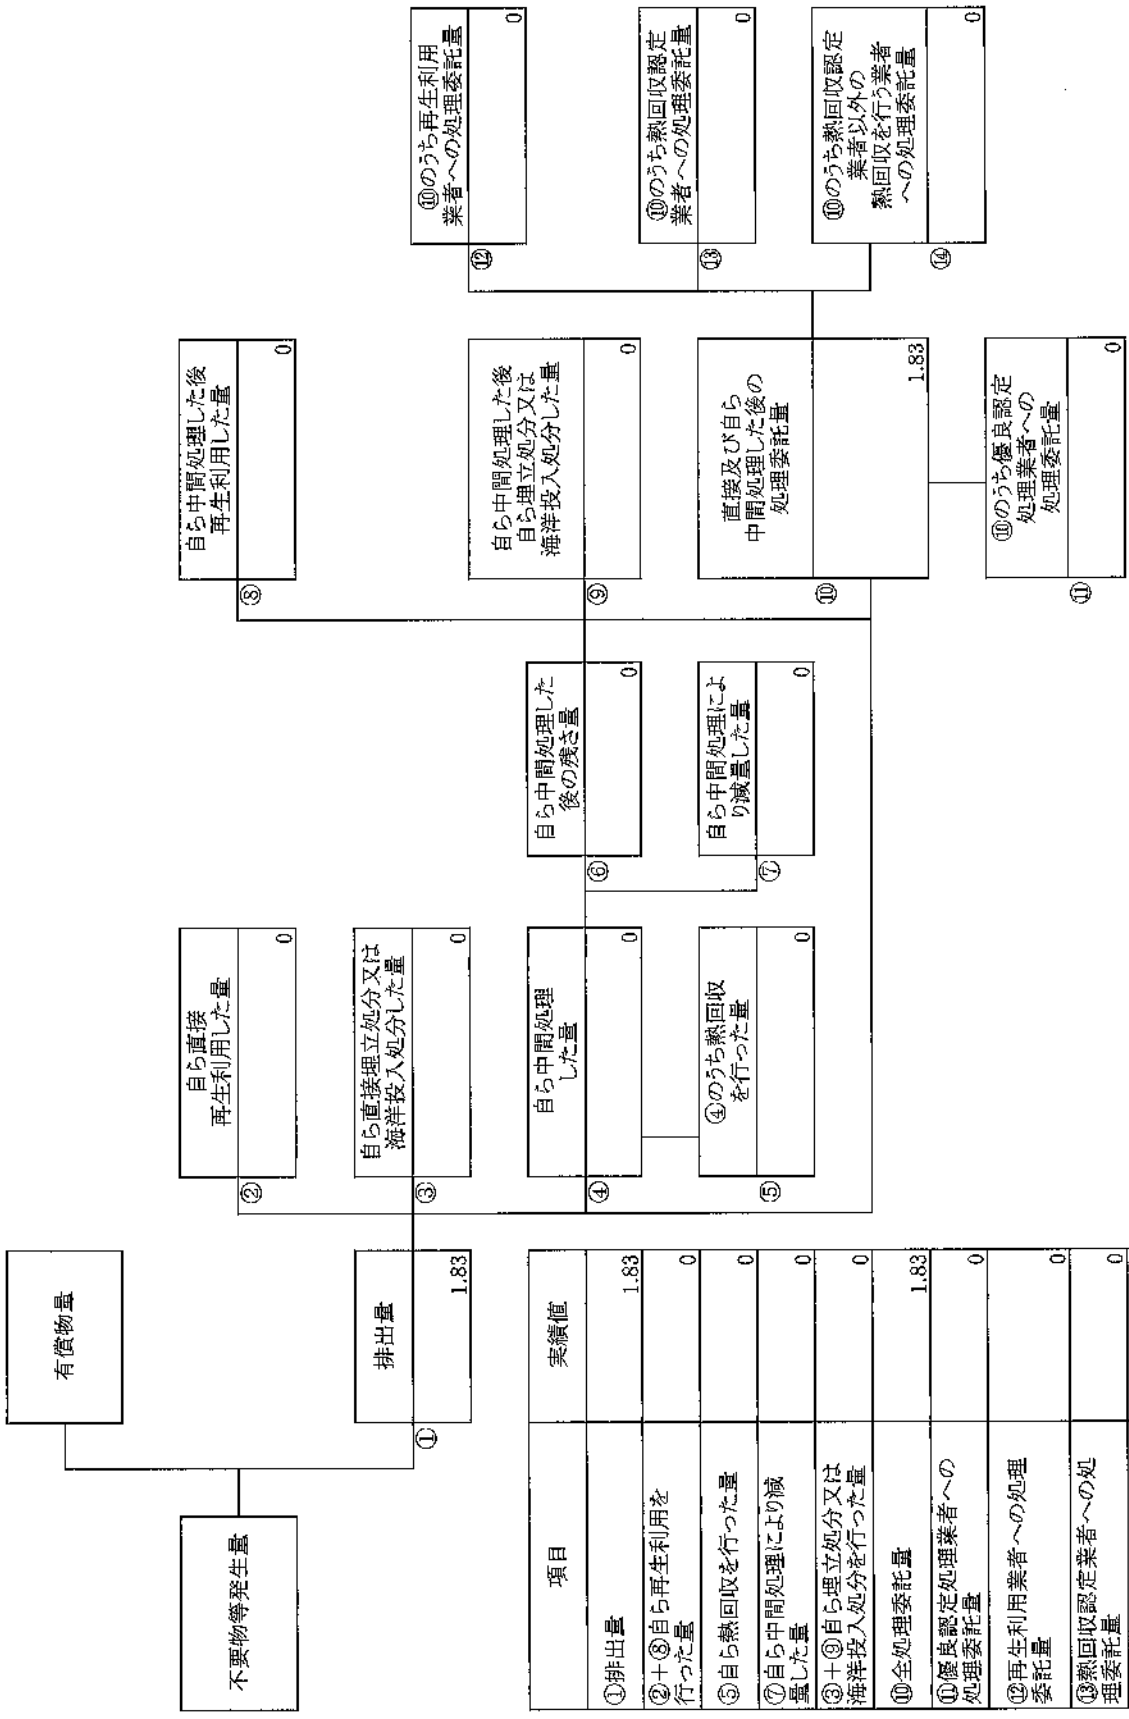 不要物等発生量
有償物量
①
排出量
1.83
②
自ら直接
再生利用した量
0
③
自ら直接埋立処分又は
海洋投入処分した量
0
④
自ら中間処理
した量
0
⑤
④のうち熱回収
を行った量
0
⑥
自ら中間処理した
後の残さ量
0
⑦
自ら中間処理によ
り減量した量
0
⑧
自ら中間処理した後
再生利用した量
0
⑨
自ら中間処理した後
自ら埋立処分又は
海洋投入処分した量
0
⑩
直接及び自ら
中間処理した後の
処理委託量
1.83
⑪
⑩のうち優良認定
処理業者への
処理委託量
0
⑫
⑩のうち再生利用
業者への処理委託量
0
⑬
⑩のうち熱回収認定
業者への処理委託量
0
⑭
⑩のうち熱回収認定
業者以外の
熱回収を行う業者
への処理委託量
0
項目 実績値
①排出量 1.83
②+⑧自ら再生利用を
行った量 0
⑤自ら熱回収を行った量 0
⑦自ら中間処理により減
量した量 0
③+⑨自ら埋立処分又は
海洋投入処分を行った量 0
⑩全処理委託量 1.83
⑪優良認定処理業者への
処理委託量 0
⑫再生利用業者への処理
委託量 0
⑬熱回収認定業者への処
理委託量 0